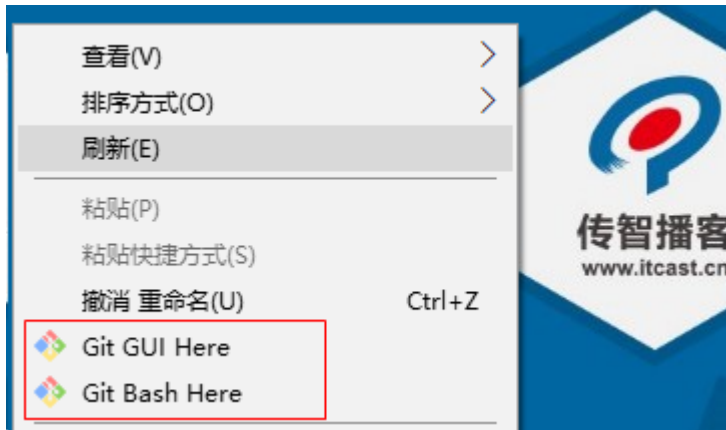 查看(V)
排序方式(O)
刷新(E)
粘贴(P)
粘贴快捷方式(S)
撤消 重命名(U) Ctrl+Z
Git GUI Here
Git Bash Here
传智播客
www.itcast.cn